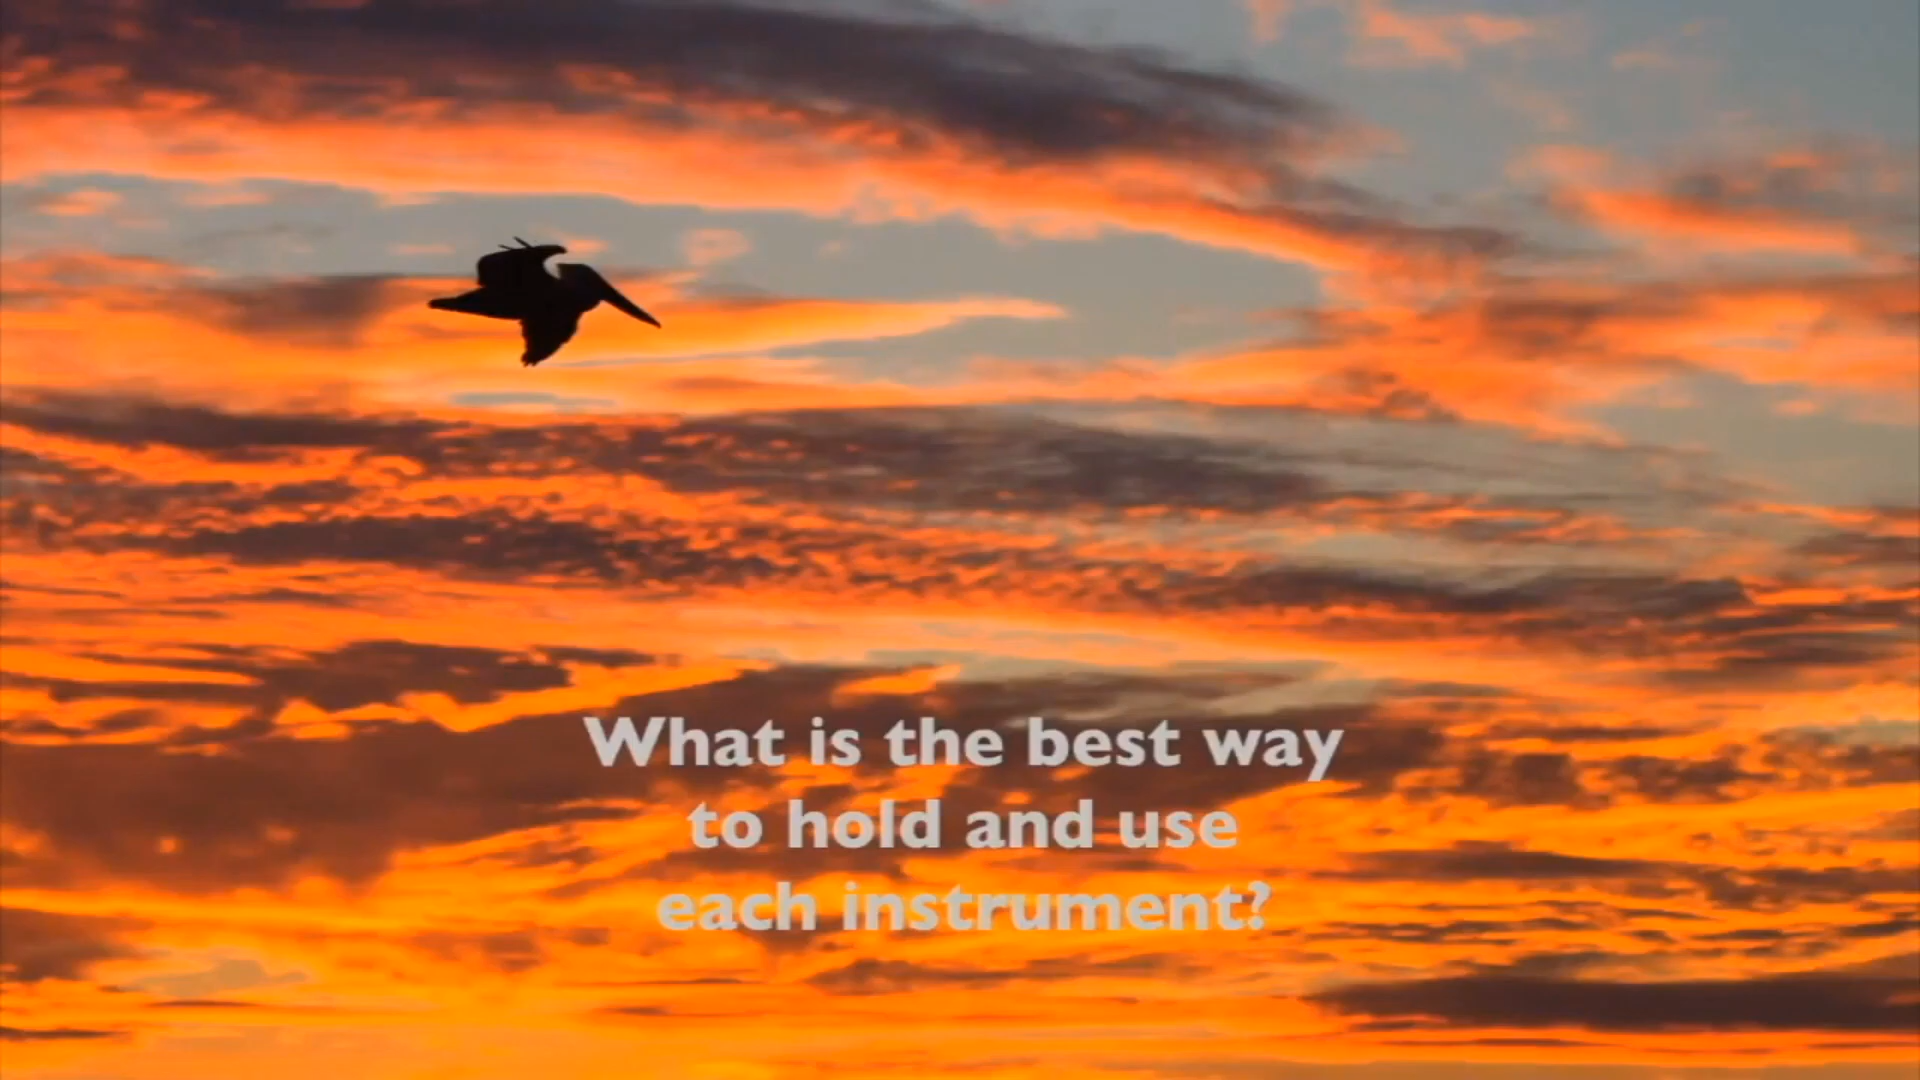 What is the best way
to hold and use
each instrument?